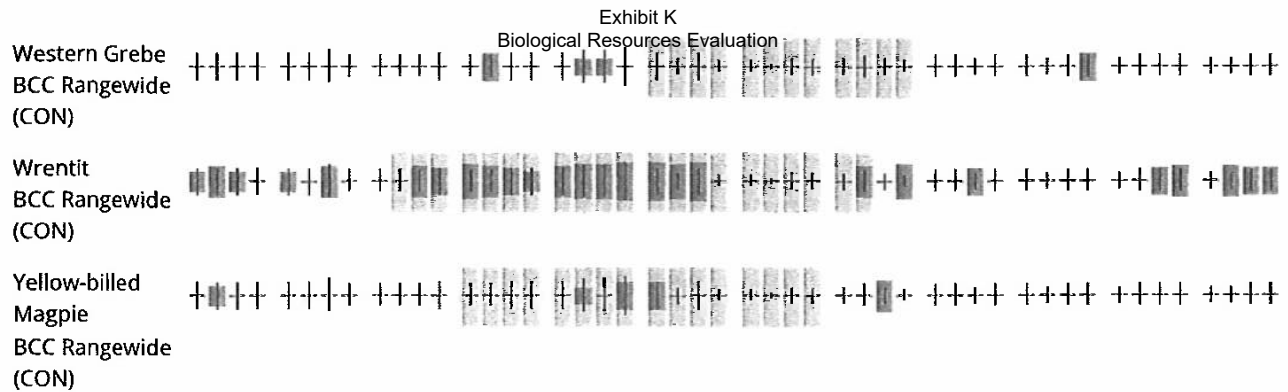 Exhibit K
Biological Resources Evaluation
Western Grebe
BCC Rangewide
(CON)
Wrentit
BCC Rangewide
(CON)
Yellow-billed
Magpie
BCC Rangewide
(CON)